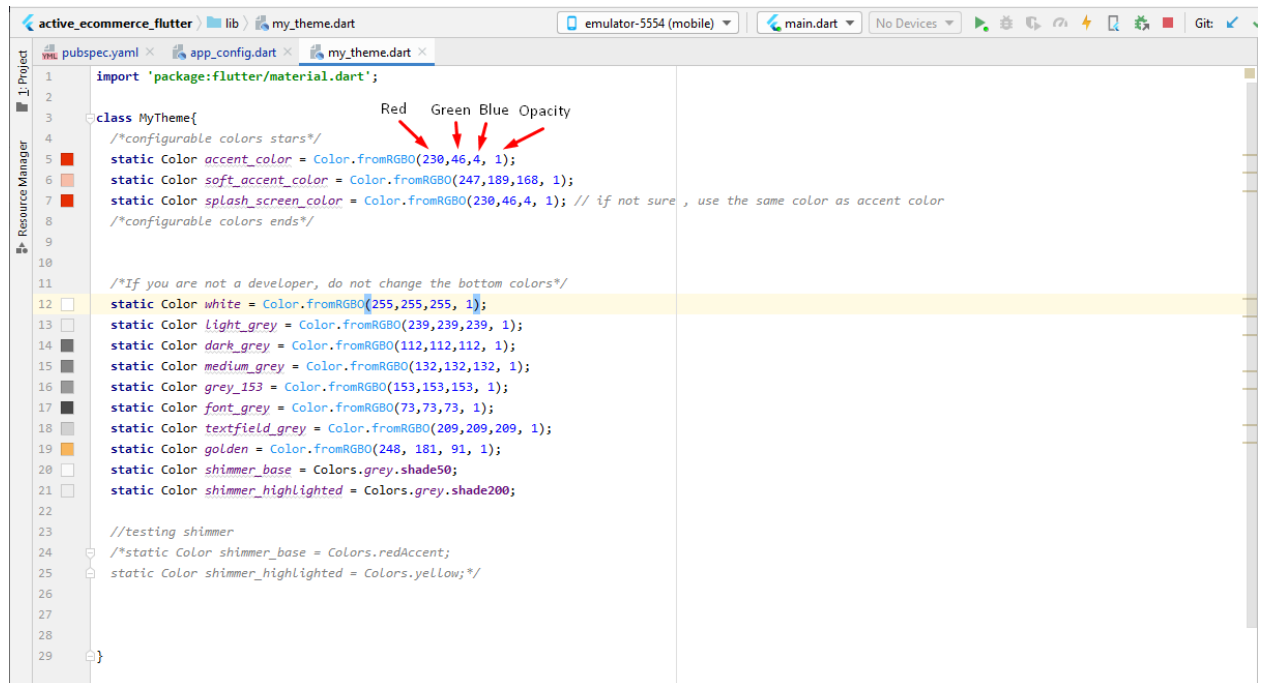 active_ecommerce_flutter lib my_theme.dart emulator-5554 (mobile) main.dart No Devices Git:
pubspec.yaml app_config.dart my_theme.dart
1: Project
Resource Manager
Red Green Blue Opacity
1 import 'package:flutter/material.dart';
2
3 class MyTheme{
4 /*configurable colors stars*/
5 static Color accent_color = Color.fromRGBO(230,46,4, 1);
6 static Color soft_accent_color = Color.fromRGBO(247,189,168, 1);
7 static Color splash_screen_color = Color.fromRGBO(230,46,4, 1); // if not sure , use the same color as accent color
8 /*configurable colors ends*/
9
10
11 /*If you are not a developer, do not change the bottom colors*/
12 static Color white = Color.fromRGBO(255,255,255, 1);
13 static Color light_grey = Color.fromRGBO(239,239,239, 1);
14 static Color dark_grey = Color.fromRGBO(112,112,112, 1);
15 static Color medium_grey = Color.fromRGBO(132,132,132, 1);
16 static Color grey_153 = Color.fromRGBO(153,153,153, 1);
17 static Color font_grey = Color.fromRGBO(73,73,73, 1);
18 static Color textfield_grey = Color.fromRGBO(209,209,209, 1);
19 static Color golden = Color.fromRGBO(248, 181, 91, 1);
20 static Color shimmer_base = Colors.grey.shade50;
21 static Color shimmer_highlighted = Colors.grey.shade200;
22
23 //testing shimmer
24 /*static Color shimmer_base = Colors.redAccent;
25 static Color shimmer_highlighted = Colors.yellow;*/
26
27
28
29 }